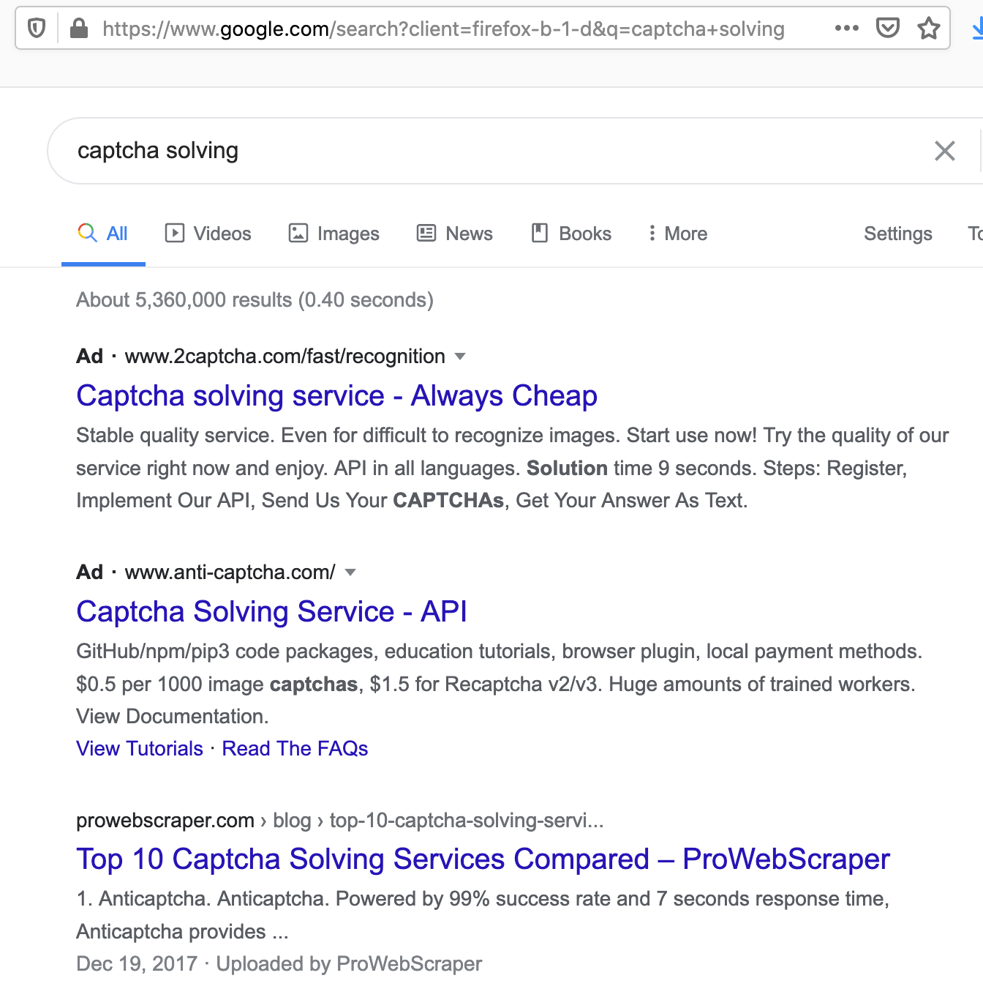 https://www.google.com/search?client=firefox-b-1-d&q=captcha+solving
captcha solving
All Videos Images News Books More Settings
About 5,360,000 results (0.40 seconds)
Ad · www.2captcha.com/fast/recognition
Captcha solving service - Always Cheap
Stable quality service. Even for difficult to recognize images. Start use now! Try the quality of our
service right now and enjoy. API in all languages. Solution time 9 seconds. Steps: Register,
Implement Our API, Send Us Your CAPTCHAs, Get Your Answer As Text.
Ad · www.anti-captcha.com/
Captcha Solving Service - API
GitHub/npm/pip3 code packages, education tutorials, browser plugin, local payment methods.
$0.5 per 1000 image captchas, $1.5 for Recaptcha v2/v3. Huge amounts of trained workers.
View Documentation.
View Tutorials · Read The FAQs
prowebscraper.com › blog › top-10-captcha-solving-servi...
Top 10 Captcha Solving Services Compared – ProWebScraper
1. Anticaptcha. Anticaptcha. Powered by 99% success rate and 7 seconds response time,
Anticaptcha provides ...
Dec 19, 2017 · Uploaded by ProWebScraper